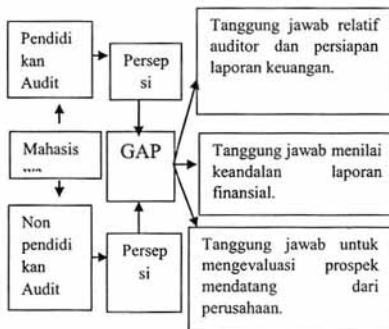 Pendidi
kan
Audit
Persep
si
Mahasis
GAP
Non
pendidi
kan
Audit
Persep
si
Tanggung jawab relatif
auditor dan persiapan
laporan keuangan.
Tanggung jawab menilai
keandalan laporan
finansial.
Tanggung jawab untuk
mengevaluasi prospek
mendatang dari
perusahaan.